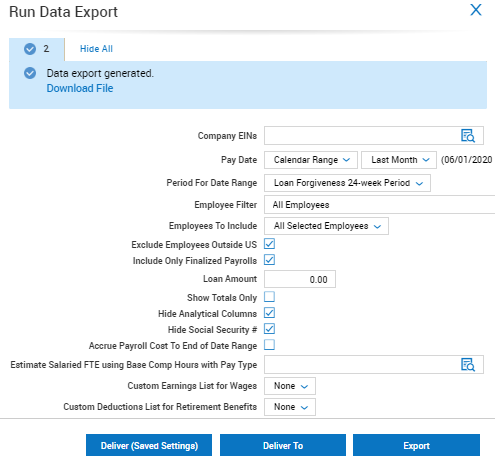 Run Data Export
X
2 Hide All
Data export generated.
Download File
Company EINs
Pay Date Calendar Range Last Month (06/01/2020
Period For Date Range Loan Forgiveness 24-week Period
Employee Filter All Employees
Employees To Include All Selected Employees
Exclude Employees Outside US
Include Only Finalized Payrolls
Loan Amount 0.00
Show Totals Only
Hide Analytical Columns
Hide Social Security #
Accrue Payroll Cost To End of Date Range
Estimate Salaried FTE using Base Comp Hours with Pay Type
Custom Earnings List for Wages None
Custom Deductions List for Retirement Benefits None
Deliver (Saved Settings) Deliver To Export